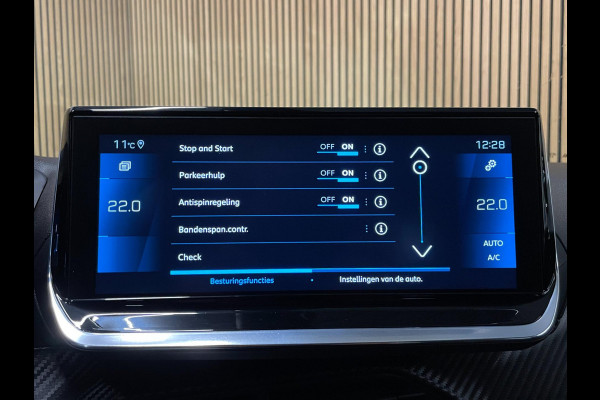 11°C
12:28
Stop and Start OFF ON
Parkeerhulp OFF ON
Antispinregeling OFF ON
Bandenspan.contr.
Check
22.0
22.0
AUTO
A/C
Besturingsfuncties
Instellingen van de auto.